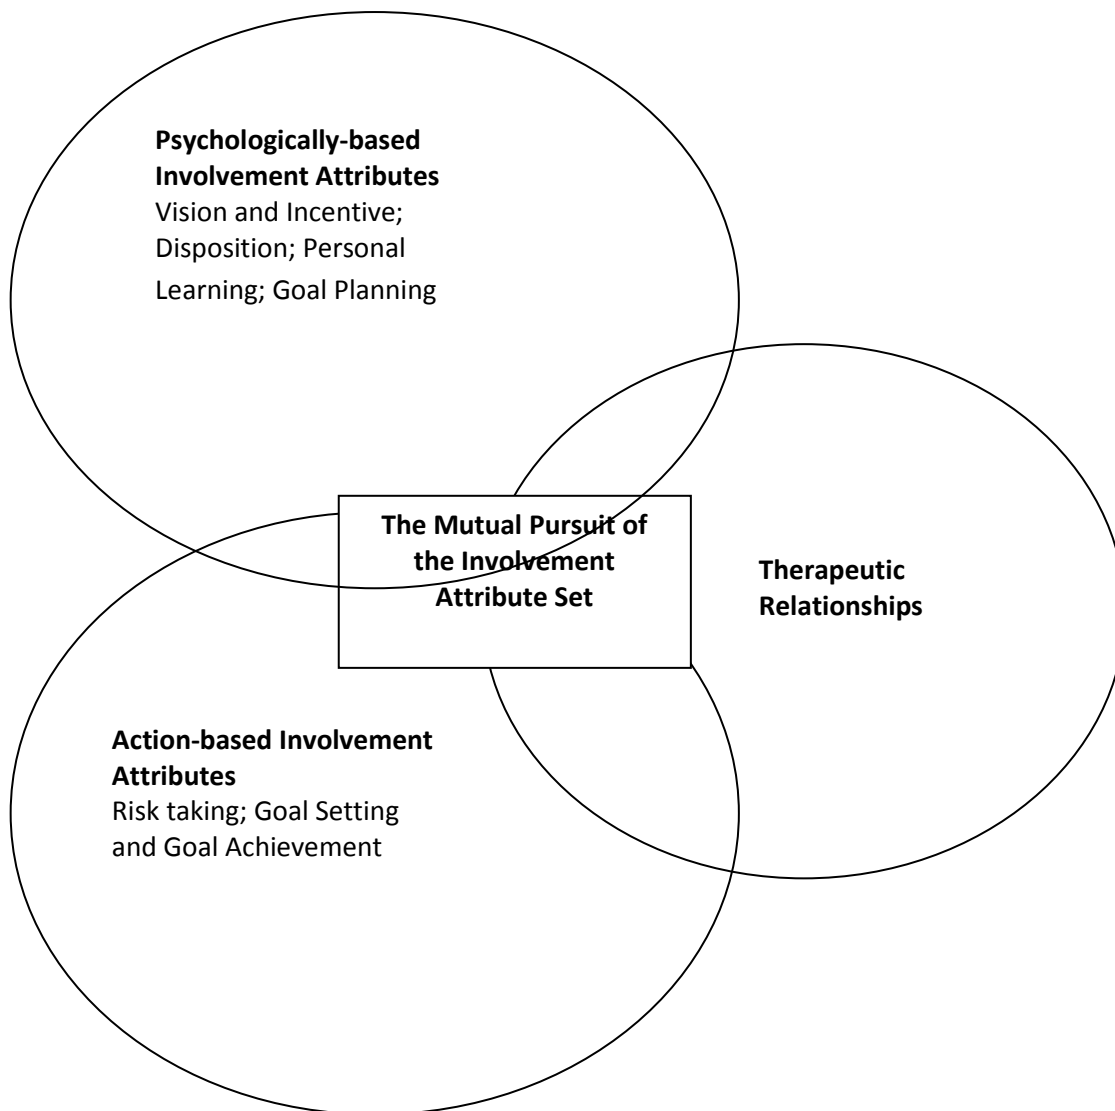 Psychologically-based
Involvement Attributes
Vision and Incentive;
Disposition; Personal
Learning; Goal Planning
The Mutual Pursuit of
the Involvement
Attribute Set
Therapeutic
Relationships
Action-based Involvement
Attributes
Risk taking; Goal Setting
and Goal Achievement